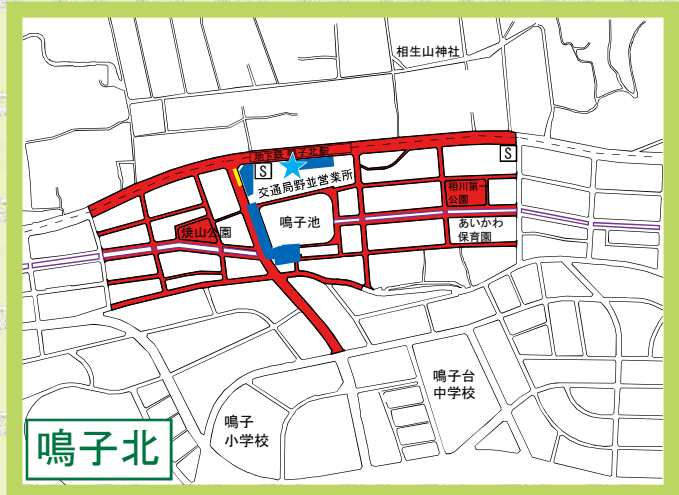 相生山神社
地下鉄 鳴子北駅
S
S
交通局野並営業所
相川第一
公園
鳴子池
あいかわ
保育園
焼山公園
鳴子台
中学校
鳴子
小学校
鳴子北